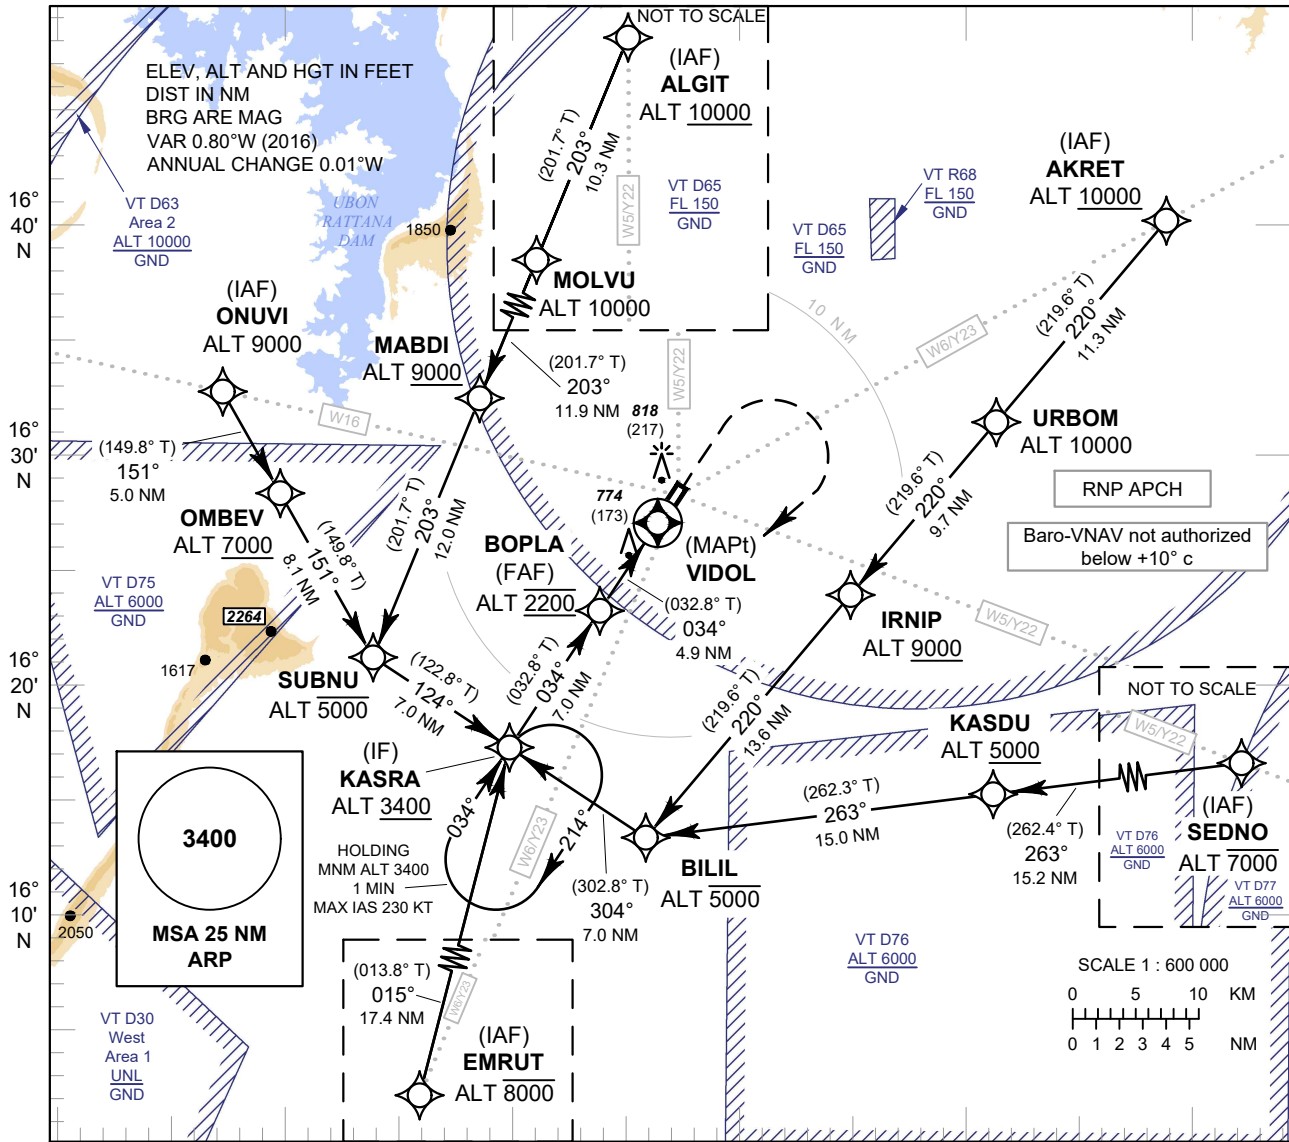 NOT TO SCALE
ELEV, ALT AND HGT IN FEET
DIST IN NM
BRG ARE MAG
VAR 0.80°W (2016)
ANNUAL CHANGE 0.01°W
(IAF)
ALGIT
ALT 10000
(201.7° T)
203°
10.3 NM
(IAF)
AKRET
ALT 10000
VT D63
Area 2
ALT 10000
GND
UBON
RATTANA
DAM
1850
VT D65
FL 150
GND
W5/Y22
VT R68
FL 150
GND
VT D65
FL 150
GND
16°
40'
N
MOLVU
ALT 10000
(219.6° T)
220°
11.3 NM
(IAF)
ONUVI
ALT 9000
MABDI
ALT 9000
(201.7° T)
203°
11.9 NM
W5/Y22
10 NM
W6/Y23
W16
818
(217)
URBOM
ALT 10000
16°
30'
N
(149.8° T)
151°
5.0 NM
RNP APCH
(219.6° T)
220°
9.7 NM
774
(173)
OMBEV
ALT 7000
(201.7° T)
203°
12.0 NM
BOPLA
(FAF)
ALT 2200
(MAPt)
VIDOL
Baro-VNAV not authorized
below +10° c
(149.8° T)
151°
8.1 NM
VT D75
ALT 6000
GND
2264
1617
(032.8° T)
034°
4.9 NM
IRNIP
ALT 9000
W5/Y22
16°
20'
N
SUBNU
ALT 5000
(122.8° T)
124°
7.0 NM
(032.8° T)
034°
7.0 NM
(219.6° T)
220°
13.6 NM
NOT TO SCALE
KASDU
ALT 5000
W5/Y22
(IF)
KASRA
ALT 3400
3400
MSA 25 NM
ARP
034°
214°
HOLDING
MNM ALT 3400
1 MIN
MAX IAS 230 KT
W6/Y23
(262.3° T)
263°
15.0 NM
(262.4° T)
263°
15.2 NM
VT D76
ALT 6000
GND
(IAF)
SEDNO
ALT 7000
VT D77
ALT 6000
GND
BILIL
ALT 5000
(302.8° T)
304°
7.0 NM
16°
10'
N
2050
VT D76
ALT 6000
GND
(013.8° T)
015°
17.4 NM
W6/Y23
SCALE 1 : 600 000
0 5 10 KM
0 1 2 3 4 5 NM
VT D30
West
Area 1
UNL
GND
(IAF)
EMRUT
ALT 8000